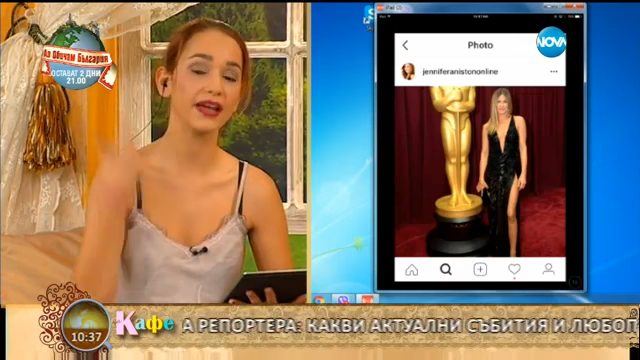 Аз Обичам България
ОСТАВАТ 2 ДНИ
21.00
NOVA
Photo
jenniferanistononline
10:37
Кафе
А РЕПОРТЕРА: КАКВИ АКТУАЛНИ СЪБИТИЯ И ЛЮБОП